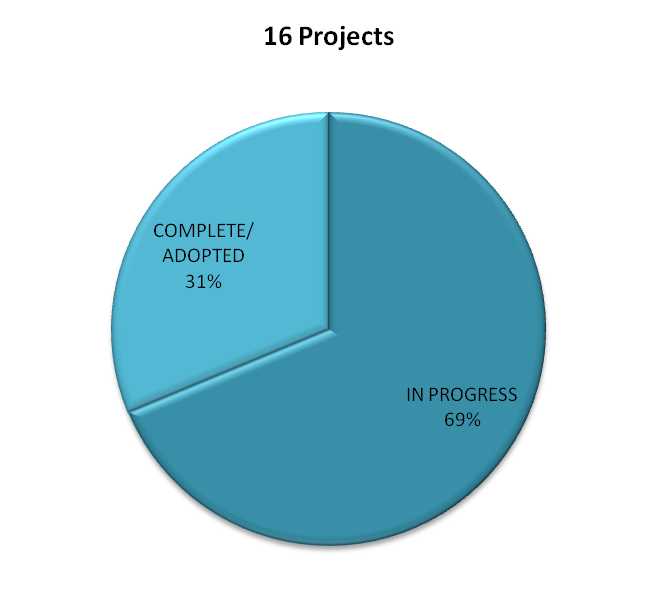 16 Projects
COMPLETE/
ADOPTED
31%
IN PROGRESS
69%